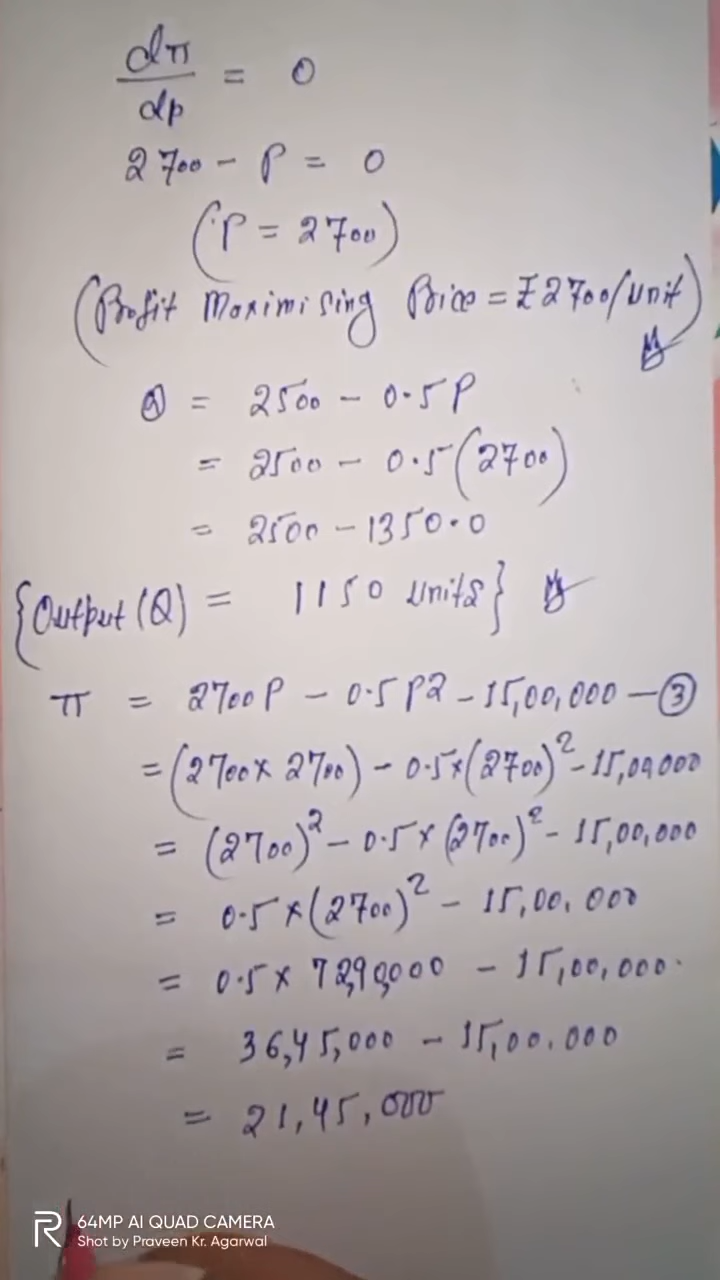 dπ/dp = 0
2700 - P = 0
(P = 2700)
(Profit Maximising Price = ₹2700/unit)
Q = 2500 - 0.5P
= 2500 - 0.5(2700)
= 2500 - 1350.0
{Output (Q) = 1150 units}
π = 2700P - 0.5P2 - 15,00,000 - ③
= (2700 × 2700) - 0.5×(2700)² - 15,00,000
= (2700)² - 0.5×(2700)² - 15,00,000
= 0.5×(2700)² - 15,00,000
= 0.5× 72,90,000 - 15,00,000.
= 36,45,000 - 15,00,000
= 21,45,000
64MP AI QUAD CAMERA
Shot by Praveen Kr. Agarwal